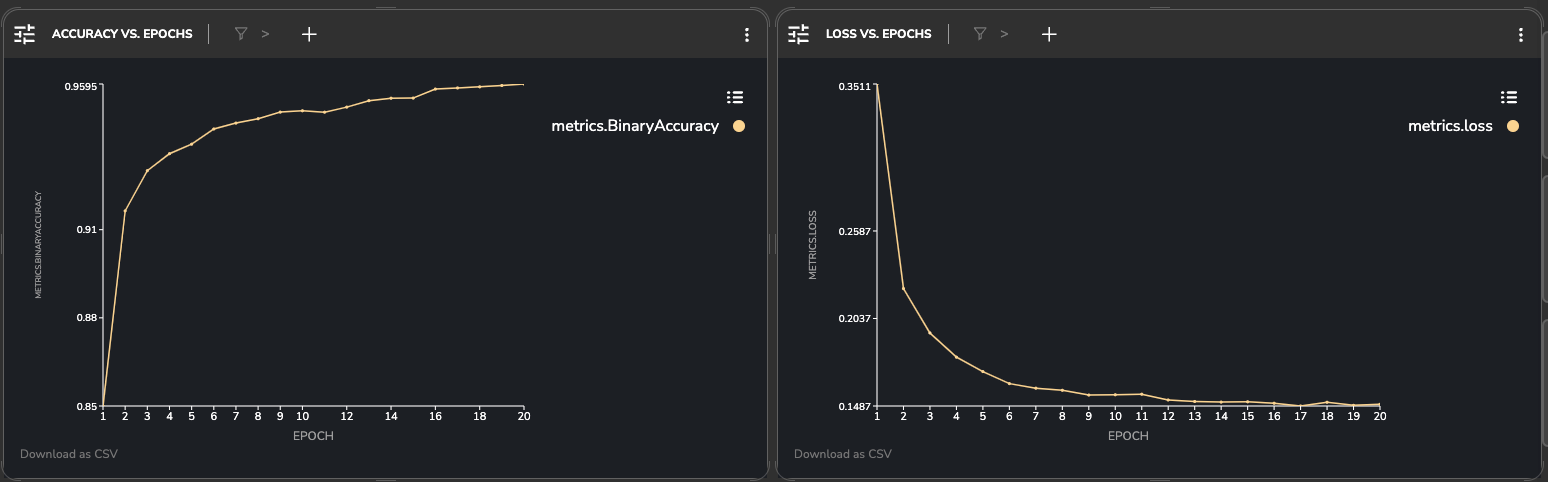 ACCURACY VS. EPOCHS
0.9595
0.91
0.88
0.85
METRICS.BINARYACCURACY
metrics.BinaryAccuracy
1 2 3 4 5 6 7 8 9 10 12 14 16 18 20
EPOCH
Download as CSV
LOSS VS. EPOCHS
0.3511
0.2587
0.2037
0.1487
METRICS.LOSS
metrics.loss
1 2 3 4 5 6 7 8 9 10 11 12 13 14 15 16 17 18 19 20
EPOCH
Download as CSV